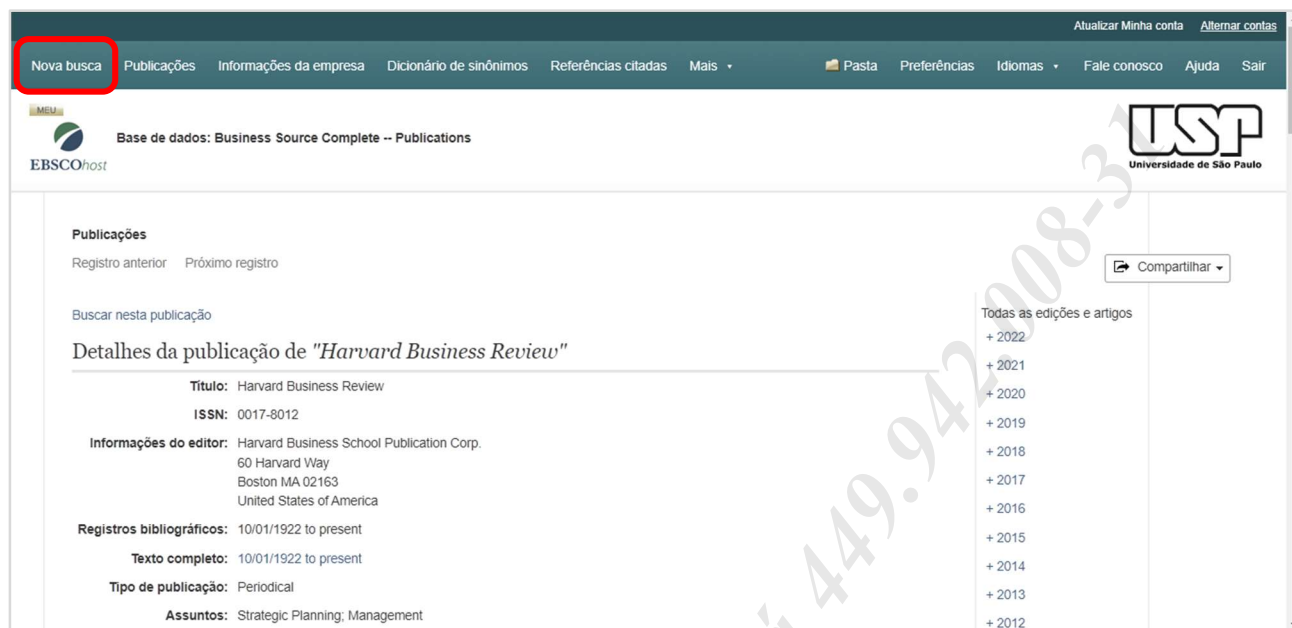 Atualizar Minha conta Alternar contas
Nova busca Publicações Informações da empresa Dicionário de sinônimos Referências citadas Mais Pasta Preferências Idiomas Fale conosco Ajuda Sair
MEU
EBSCOhost
Base de dados: Business Source Complete -- Publications
USP
Universidade de São Paulo
Publicações
Registro anterior Próximo registro
Compartilhar
Buscar nesta publicação
Detalhes da publicação de "Harvard Business Review"
Título: Harvard Business Review
ISSN: 0017-8012
Informações do editor: Harvard Business School Publication Corp.
60 Harvard Way
Boston MA 02163
United States of America
Registros bibliográficos: 10/01/1922 to present
Texto completo: 10/01/1922 to present
Tipo de publicação: Periodical
Assuntos: Strategic Planning; Management
Todas as edições e artigos
+ 2022
+ 2021
+ 2020
+ 2019
+ 2018
+ 2017
+ 2016
+ 2015
+ 2014
+ 2013
+ 2012
449.942.008-31